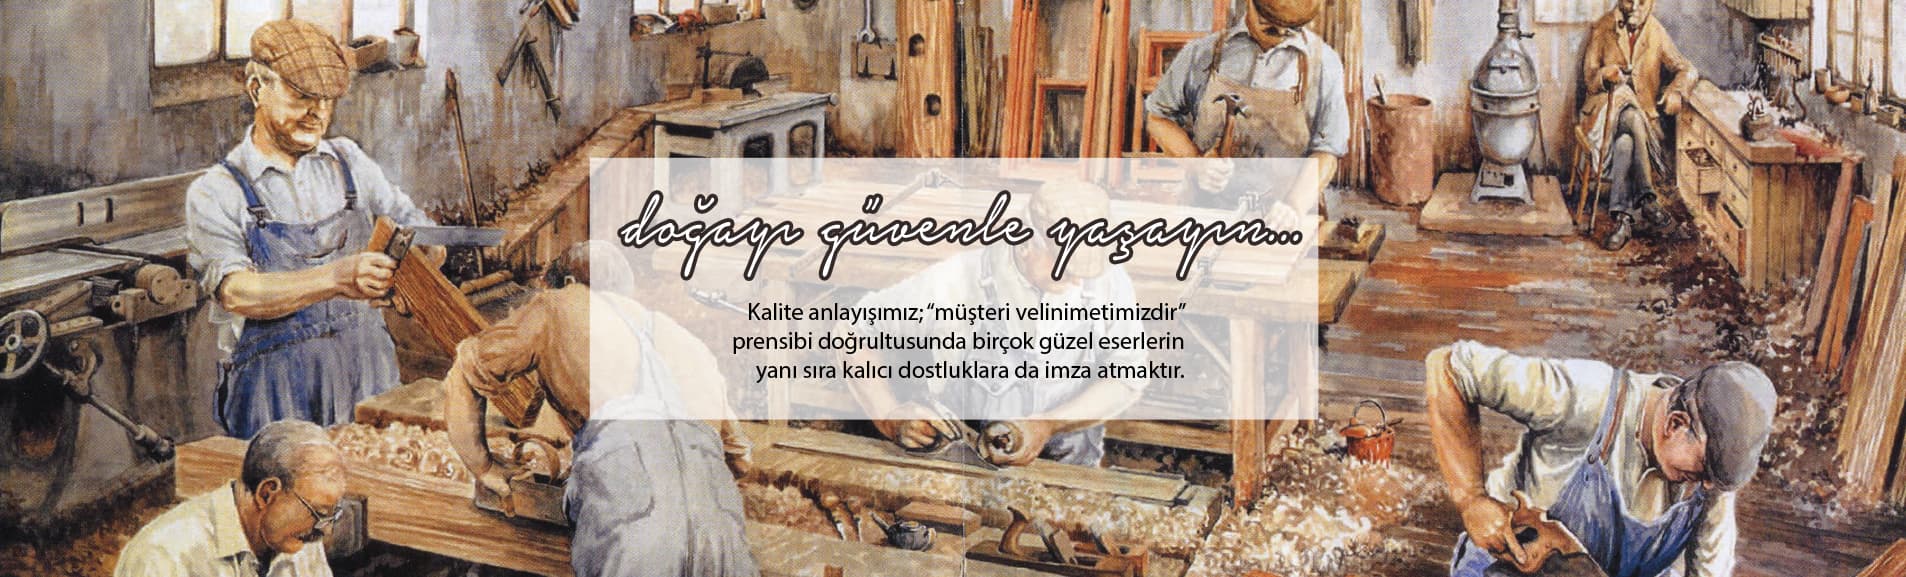 doğayı güvenle yaşayın...
Kalite anlayışımız; “müşteri velinimetimizdir”
prensibi doğrultusunda birçok güzel eserlerin
yanı sıra kalıcı dostluklara da imza atmaktır.